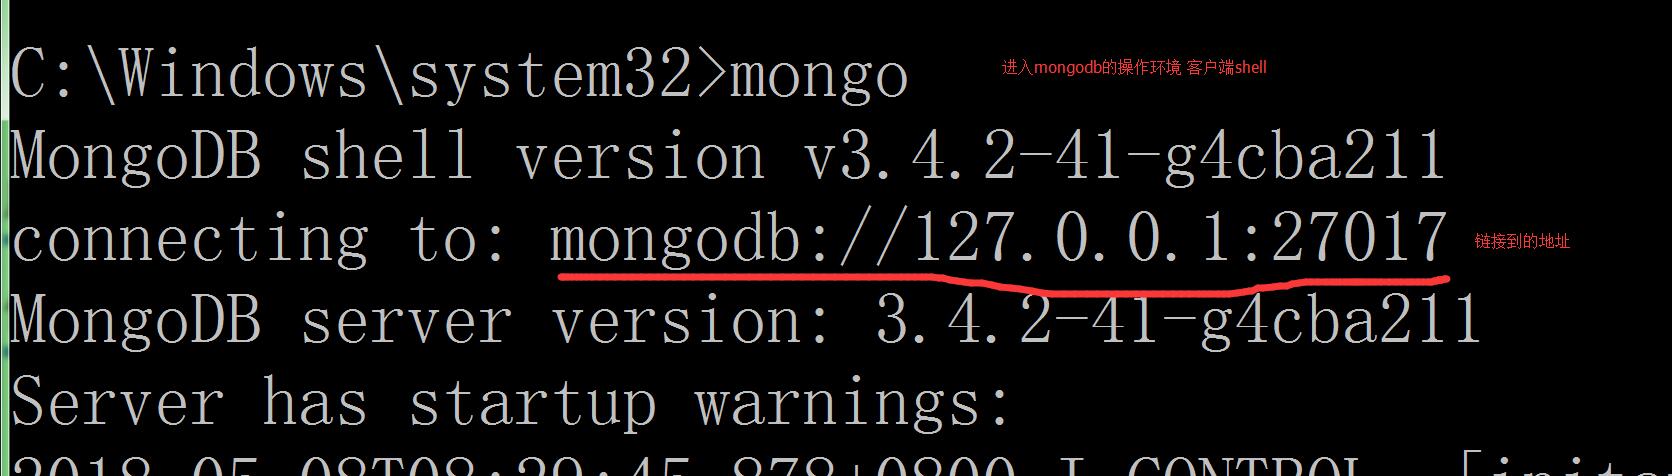 C:\Windows\system32>mongo
进入mongodb的操作环境 客户端shell
MongoDB shell version v3.4.2-41-g4cba211
connecting to: mongodb://127.0.0.1:27017
链接到的地址
MongoDB server version: 3.4.2-41-g4cba211
Server has startup warnings:
2018-05-08T08:29:45.878+0800 I CONTROL  [inita